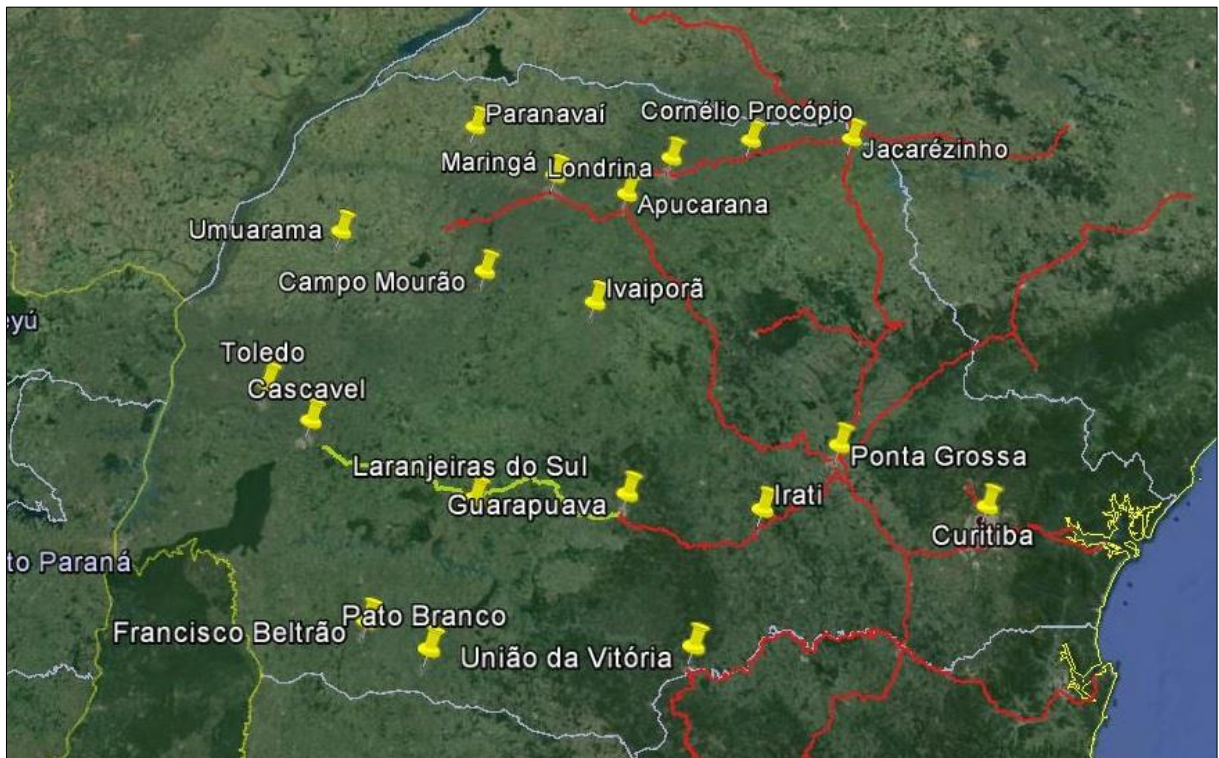 Paranavaí
Cornélio Procópio
Maringá
Londrina
Jacarézinho
Apucarana
Umuarama
Campo Mourão
Ivaiporã
eyú
Toledo
Cascavel
Laranjeiras do Sul
Ponta Grossa
Guarapuava
Irati
Curitiba
to Paraná
Pato Branco
Francisco Beltrão
União da Vitória